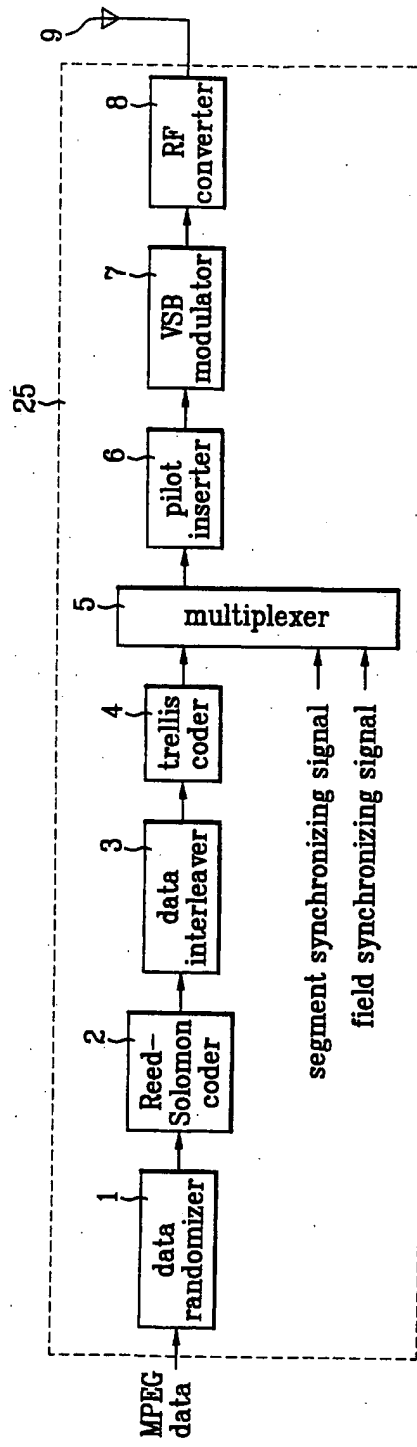 25
9
MPEG
data
1
data
randomizer
2
Reed-
Solomon
coder
3
data
interleaver
4
trellis
coder
5
multiplexer
6
pilot
inserter
7
VSB
modulator
8
RF
converter
segment synchronizing signal
field synchronizing signal